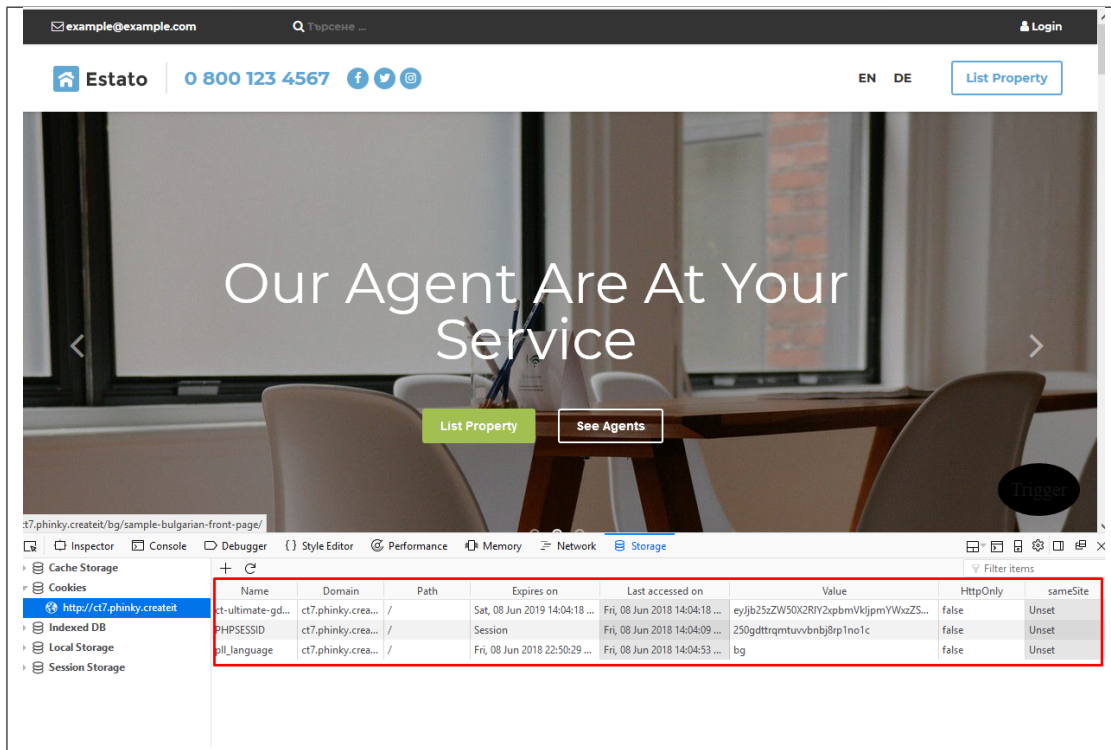 example@example.com Търсене ... Login
Estato 0 800 123 4567 EN DE List Property
Our Agent Are At Your
Service
List Property See Agents
Trigger
ct7.phinky.createit/bg/sample-bulgarian-front-page/
Inspector Console Debugger { } Style Editor Performance Memory Network Storage
Cache Storage
Filter items
Cookies
Name Domain Path Expires on Last accessed on Value HttpOnly sameSite
http://ct7.phinky.createit
ct-ultimate-gd... ct7.phinky.crea... / Sat, 08 Jun 2019 14:04:18 ... Fri, 08 Jun 2018 14:04:18 ... eyJjb25zZW50X2RlY2xpbmVkIjpmYWxzZS... false Unset
Indexed DB
PHPSESSID ct7.phinky.crea... / Session Fri, 08 Jun 2018 14:04:09 ... 250gdttrqmtuvvbnbj8rp1no1c false Unset
Local Storage
pll_language ct7.phinky.crea... / Fri, 08 Jun 2018 22:50:29 ... Fri, 08 Jun 2018 14:04:53 ... bg false Unset
Session Storage